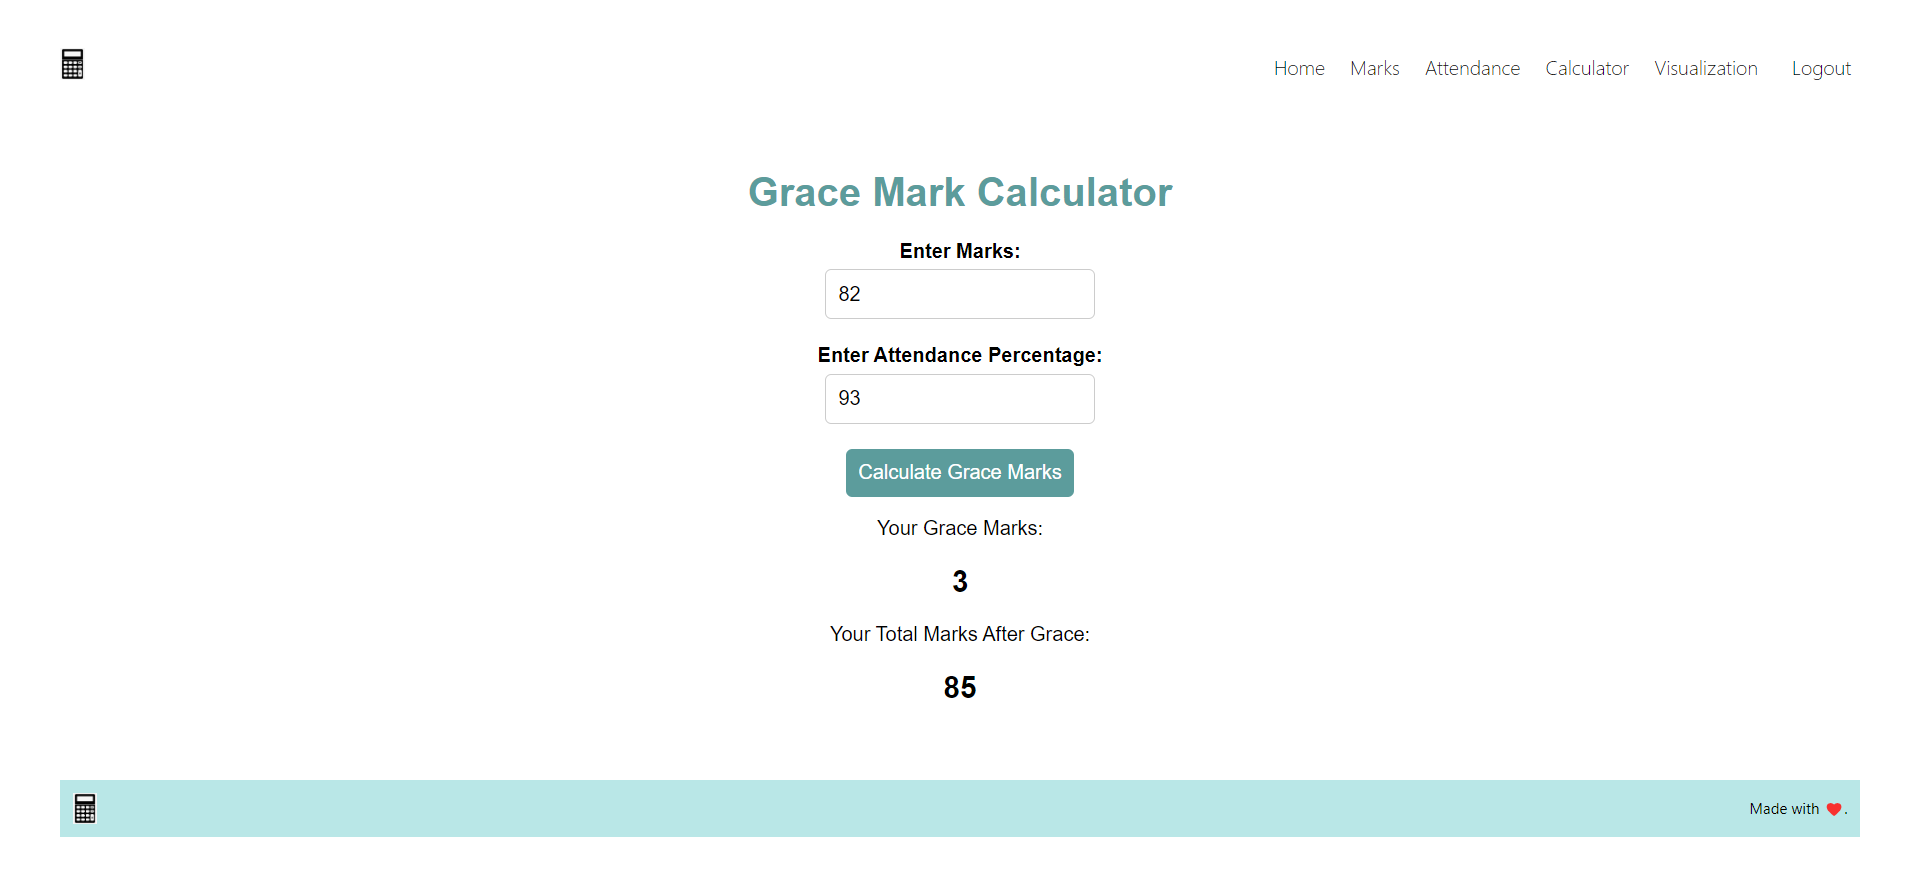 Home Marks Attendance Calculator Visualization Logout
Grace Mark Calculator
Enter Marks:
82
Enter Attendance Percentage:
93
Calculate Grace Marks
Your Grace Marks:
3
Your Total Marks After Grace:
85
Made with ❤️.